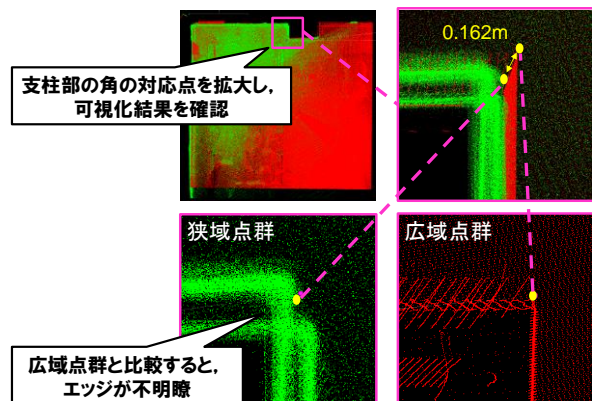 支柱部の角の対応点を拡大し，
可視化結果を確認
0.162m
狭域点群
広域点群
広域点群と比較すると，
エッジが不明瞭